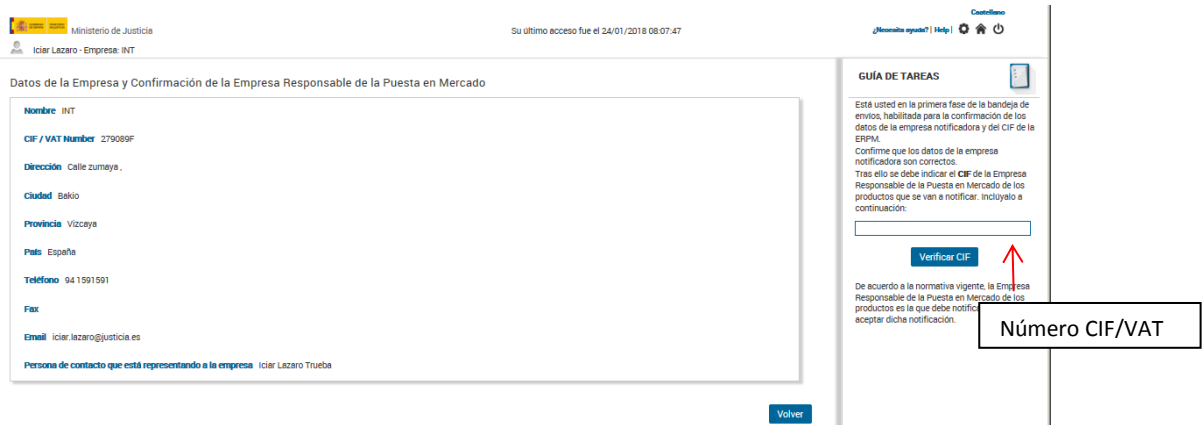 Castellano
Ministerio de Justicia
Su último acceso fue el 24/01/2018 08:07:47
¿Necesita ayuda? | Help |
Iciar Lazaro - Empresa: INT
Datos de la Empresa y Confirmación de la Empresa Responsable de la Puesta en Mercado
Nombre INT
CIF / VAT Number 279089F
Dirección Calle zumaya ,
Ciudad Bakio
Provincia Vizcaya
País España
Teléfono 94 1591591
Fax
Email iciar.lazaro@justicia.es
Persona de contacto que está representando a la empresa Iciar Lazaro Trueba
Volver
GUÍA DE TAREAS
Está usted en la primera fase de la bandeja de
envíos, habilitada para la confirmación de los
datos de la empresa notificadora y del CIF de la
ERPM.
Confirme que los datos de la empresa
notificadora son correctos.
Tras ello se debe indicar el CIF de la Empresa
Responsable de la Puesta en Mercado de los
productos que se van a notificar. Inclúyalo a
continuación:
Verificar CIF
De acuerdo a la normativa vigente, la Empresa
Responsable de la Puesta en Mercado de los
productos es la que debe notific
aceptar dicha notificación.
Número CIF/VAT